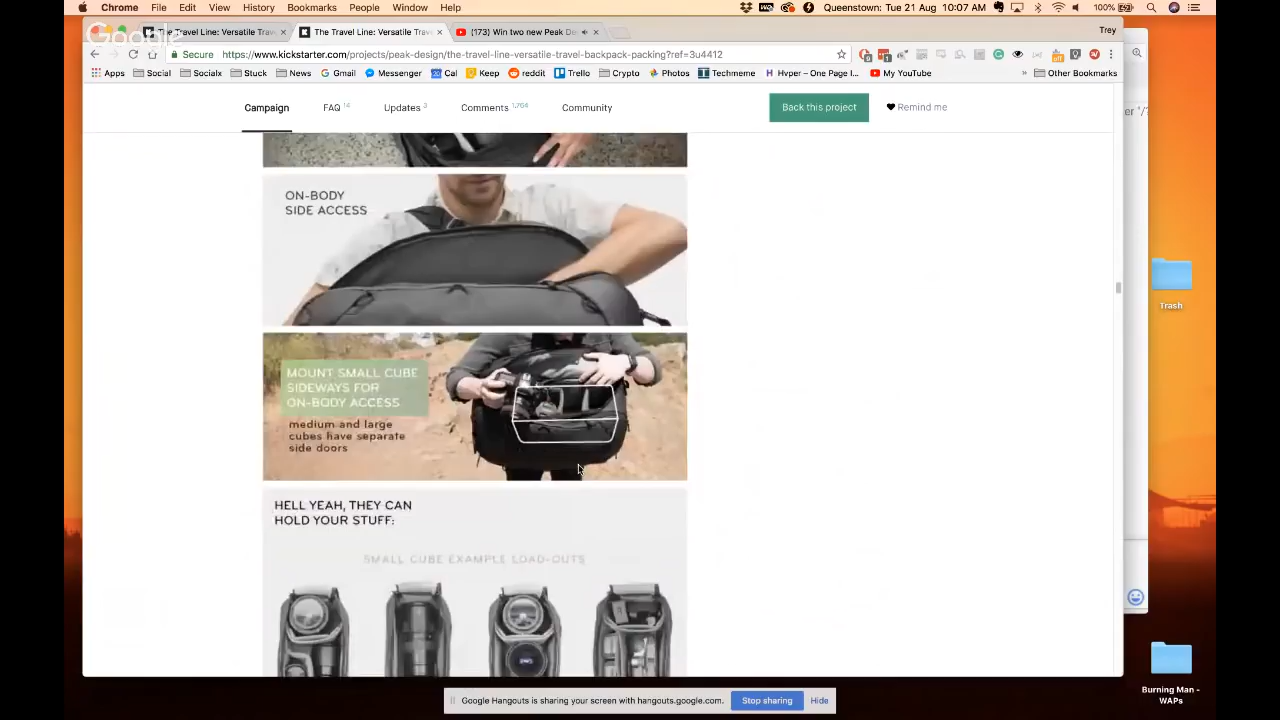 Chrome File Edit View History Bookmarks People Window Help
Queenstown: Tue 21 Aug 10:07 AM 100%
Google
The Travel Line: Versatile Trav
The Travel Line: Versatile Trav
(173) Win two new Peak De
Trey
Secure https://www.kickstarter.com/projects/peak-design/the-travel-line-versatile-travel-backpack-packing?ref=3u4412
Apps Social Socialx Stuck News Gmail Messenger Cal Keep reddit Trello Crypto Photos Techmeme Hyper – One Page I... My YouTube Other Bookmarks
Campaign FAQ 14 Updates 3 Comments 1,764 Community Back this project Remind me
ON-BODY
SIDE ACCESS
MOUNT SMALL CUBE
SIDEWAYS FOR
ON-BODY ACCESS
medium and large
cubes have separate
side doors
HELL YEAH, THEY CAN
HOLD YOUR STUFF:
SMALL CUBE EXAMPLE LOAD-OUTS
Trash
Burning Man -
WAPs
Google Hangouts is sharing your screen with hangouts.google.com. Stop sharing Hide